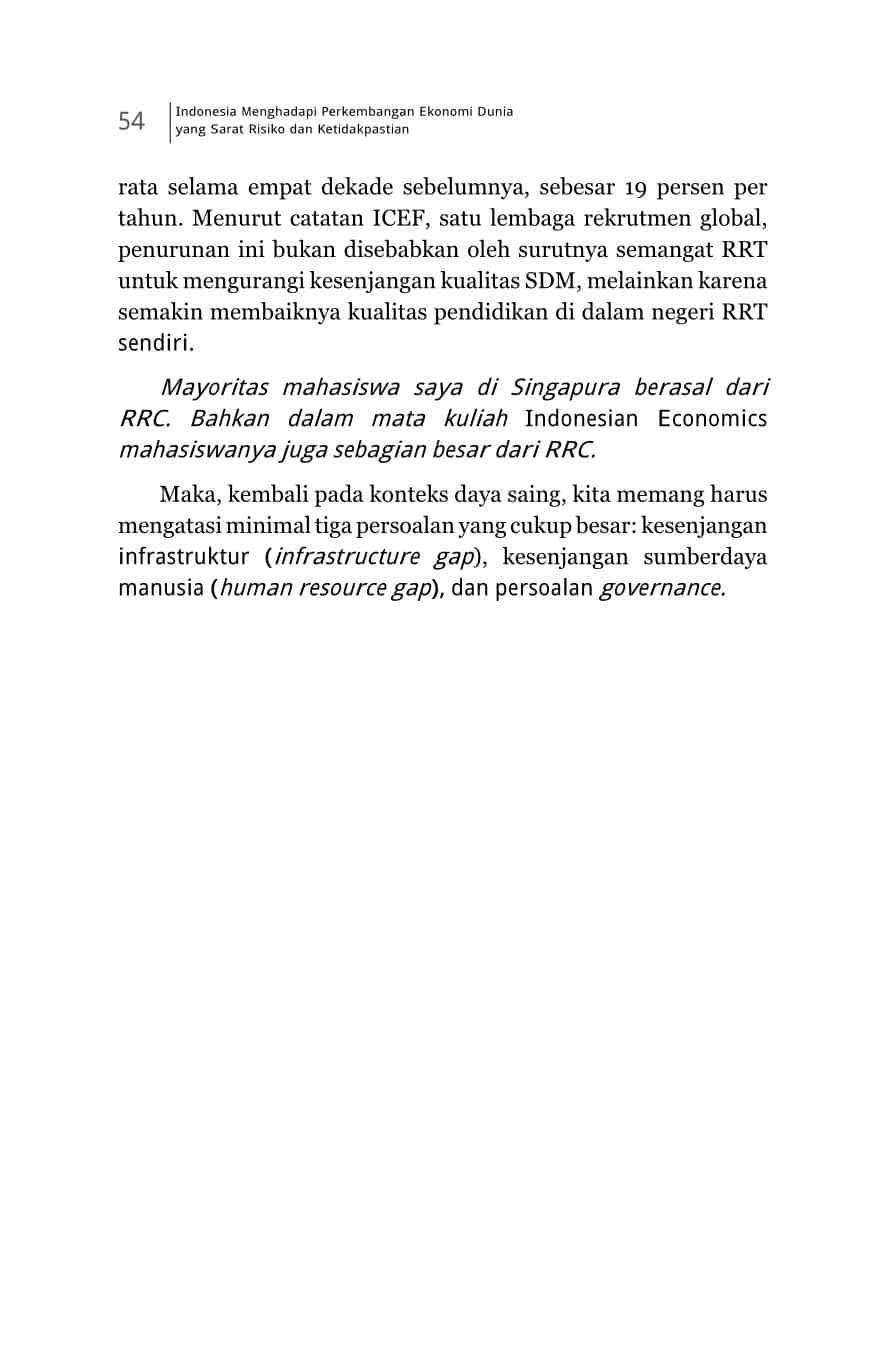 54
Indonesia Menghadapi Perkembangan Ekonomi Dunia
yang Sarat Risiko dan Ketidakpastian
rata selama empat dekade sebelumnya, sebesar 19 persen per
tahun. Menurut catatan ICEF, satu lembaga rekrutmen global,
penurunan ini bukan disebabkan oleh surutnya semangat RRT
untuk mengurangi kesenjangan kualitas SDM, melainkan karena
semakin membaiknya kualitas pendidikan di dalam negeri RRT
sendiri.
Mayoritas mahasiswa saya di Singapura berasal dari
RRC. Bahkan dalam mata kuliah Indonesian Economics
mahasiswanya juga sebagian besar dari RRC.
Maka, kembali pada konteks daya saing, kita memang harus
mengatasi minimal tiga persoalan yang cukup besar: kesenjangan
infrastruktur (infrastructure gap), kesenjangan sumberdaya
manusia (human resource gap), dan persoalan governance.